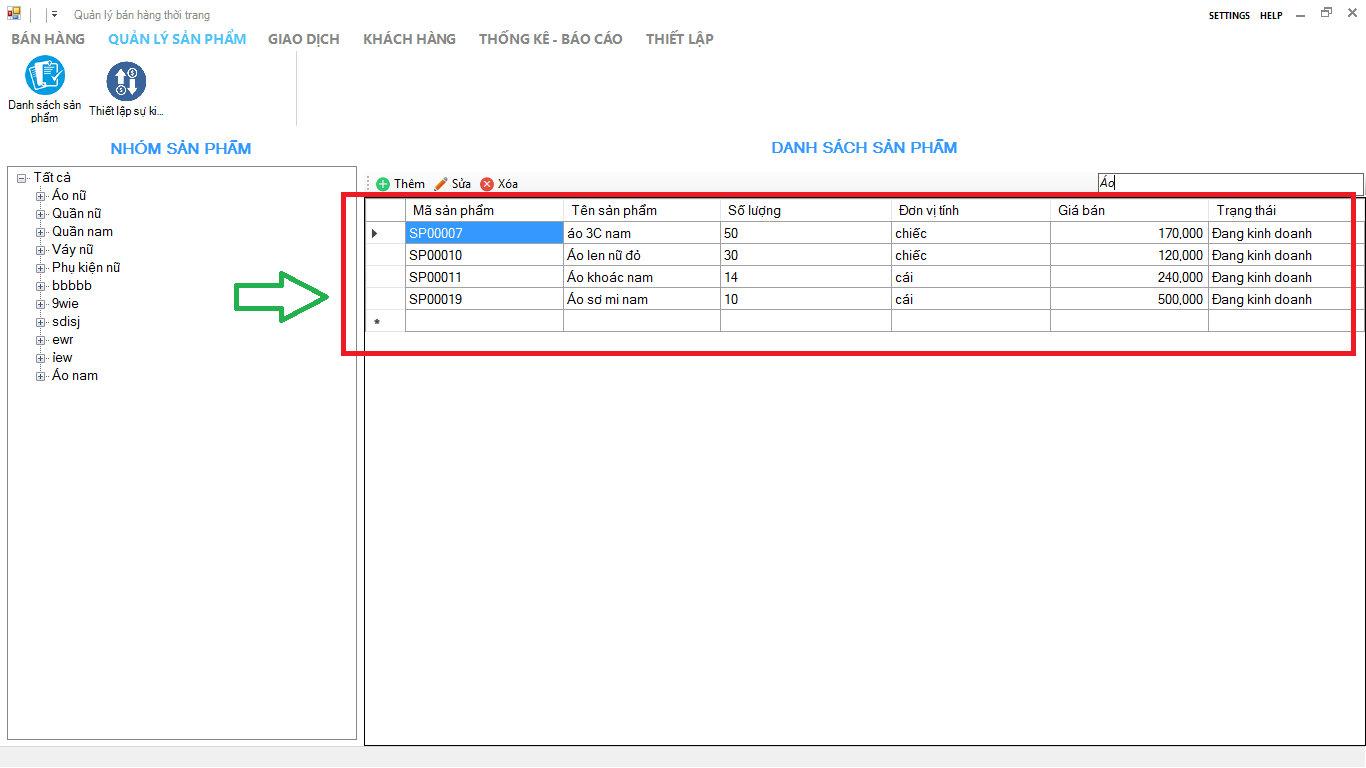 Quản lý bán hàng thời trang
SETTINGS HELP
BÁN HÀNG QUẢN LÝ SẢN PHẨM GIAO DỊCH KHÁCH HÀNG THỐNG KÊ - BÁO CÁO THIẾT LẬP
Danh sách sản phẩm
Thiết lập sự ki...
NHÓM SẢN PHẨM
Tất cả
Áo nữ
Quần nữ
Quần nam
Váy nữ
Phụ kiện nữ
bbbbb
9wie
sdisj
ewr
iew
Áo nam
DANH SÁCH SẢN PHẨM
Thêm Sửa Xóa
Áo
Mã sản phẩm Tên sản phẩm Số lượng Đơn vị tính Giá bán Trạng thái
SP00007 áo 3C nam 50 chiếc 170,000 Đang kinh doanh
SP00010 Áo len nữ đỏ 30 chiếc 120,000 Đang kinh doanh
SP00011 Áo khoác nam 14 cái 240,000 Đang kinh doanh
SP00019 Áo sơ mi nam 10 cái 500,000 Đang kinh doanh